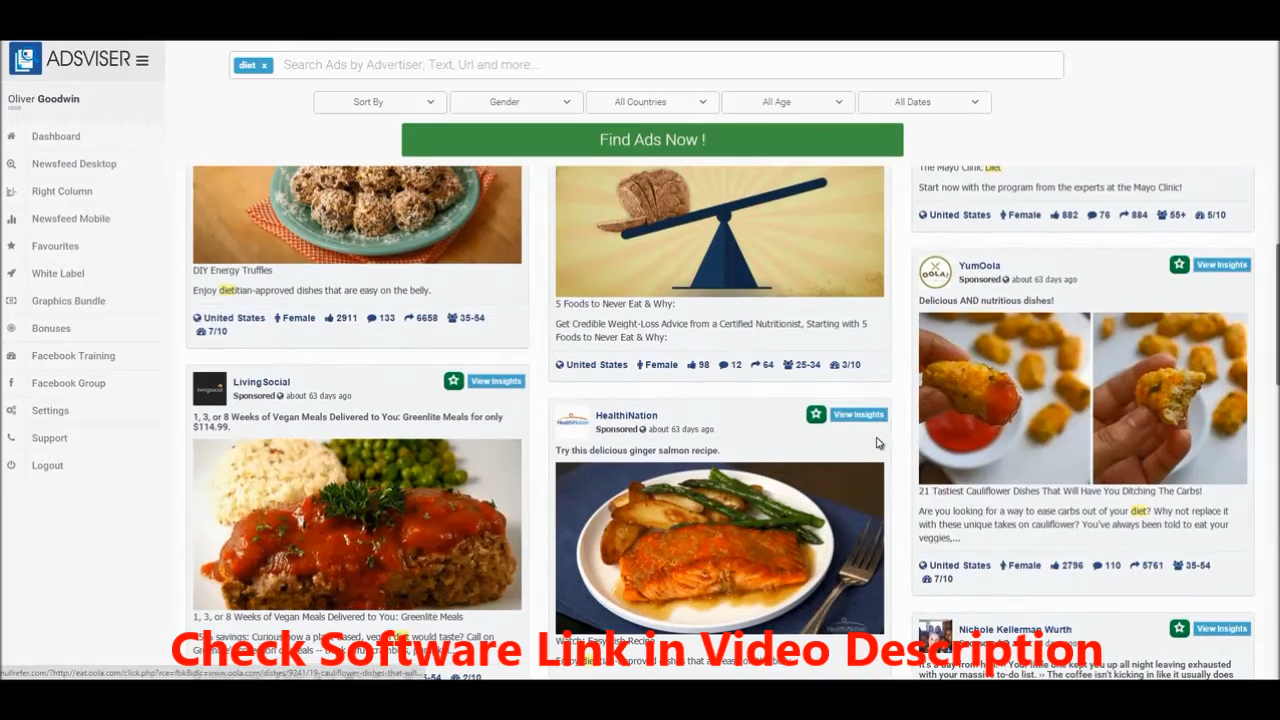 ADSVISER
Oliver Goodwin
USER
Dashboard
Newsfeed Desktop
Right Column
Newsfeed Mobile
Favourites
White Label
Graphics Bundle
Bonuses
Facebook Training
Facebook Group
Settings
Support
Logout
diet x Search Ads by Advertiser, Text, Url and more...
Sort By Gender All Countries All Age All Dates
Find Ads Now !
DIY Energy Truffles
Enjoy dietitian-approved dishes that are easy on the belly.
United States Female 2911 133 6658 35-54
7/10
LivingSocial View Insights
Sponsored about 63 days ago
1, 3, or 8 Weeks of Vegan Meals Delivered to You: Greenlite Meals for only
$114.99.
1, 3, or 8 Weeks of Vegan Meals Delivered to You: Greenlite Meals
5 Foods to Never Eat & Why:
Get Credible Weight-Loss Advice from a Certified Nutritionist, Starting with 5
Foods to Never Eat & Why:
United States Female 98 12 64 25-34 3/10
HealthiNation View Insights
Sponsored about 63 days ago
Try this delicious ginger salmon recipe.
HealthiNation
The Mayo Clinic Diet
Start now with the program from the experts at the Mayo Clinic!
United States Female 882 76 884 55+ 5/10
OOLA!
YumOola View Insights
Sponsored about 63 days ago
Delicious AND nutritious dishes!
21 Tastiest Cauliflower Dishes That Will Have You Ditching The Carbs!
Are you looking for a way to ease carbs out of your diet? Why not replace it
with these unique takes on cauliflower? You've always been told to eat your
veggies,...
United States Female 2796 110 5761 35-54
7/10
Nichole Kellerman Wurth View Insights
with your massive to-do list. » The coffee isn't kicking in like it usually does
Check Software Link in Video Description